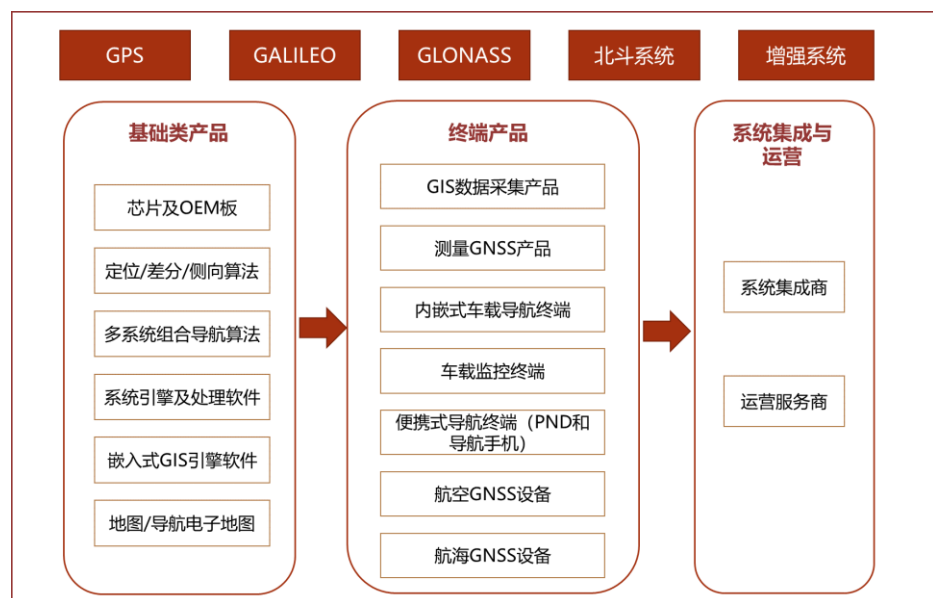 GPS
GALILEO
GLONASS
北斗系统
增强系统
基础类产品
芯片及OEM板
定位/差分/侧向算法
多系统组合导航算法
系统引擎及处理软件
嵌入式GIS引擎软件
地图/导航电子地图
终端产品
GIS数据采集产品
测量GNSS产品
内嵌式车载导航终端
车载监控终端
便携式导航终端（PND和
导航手机）
航空GNSS设备
航海GNSS设备
系统集成与
运营
系统集成商
运营服务商